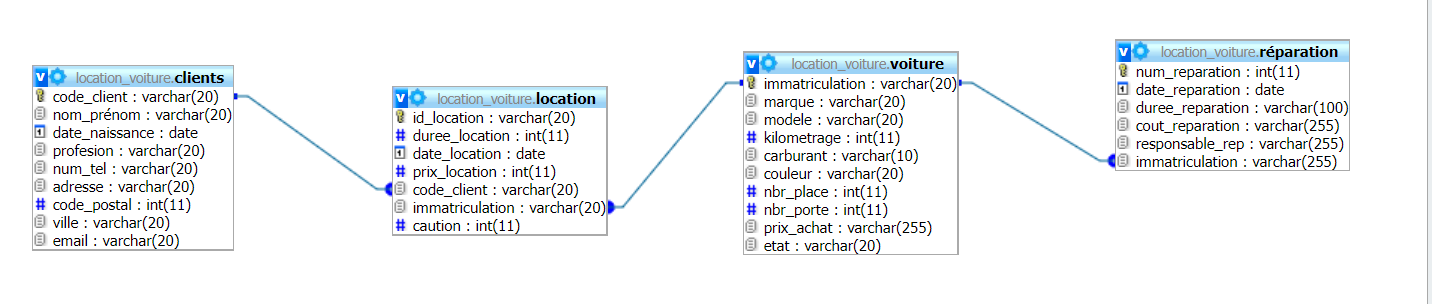 location_voiture.clients
code_client : varchar(20)
nom_prénom : varchar(20)
date_naissance : date
profesion : varchar(20)
num_tel : varchar(20)
adresse : varchar(20)
code_postal : int(11)
ville : varchar(20)
email : varchar(20)
location_voiture.location
id_location : varchar(20)
duree_location : int(11)
date_location : date
prix_location : int(11)
code_client : varchar(20)
immatriculation : varchar(20)
caution : int(11)
location_voiture.voiture
immatriculation : varchar(20)
marque : varchar(20)
modele : varchar(20)
kilometrage : int(11)
carburant : varchar(10)
couleur : varchar(20)
nbr_place : int(11)
nbr_porte : int(11)
prix_achat : varchar(255)
etat : varchar(20)
location_voiture.réparation
num_reparation : int(11)
date_reparation : date
duree_reparation : varchar(100)
cout_reparation : varchar(255)
responsable_rep : varchar(255)
immatriculation : varchar(255)